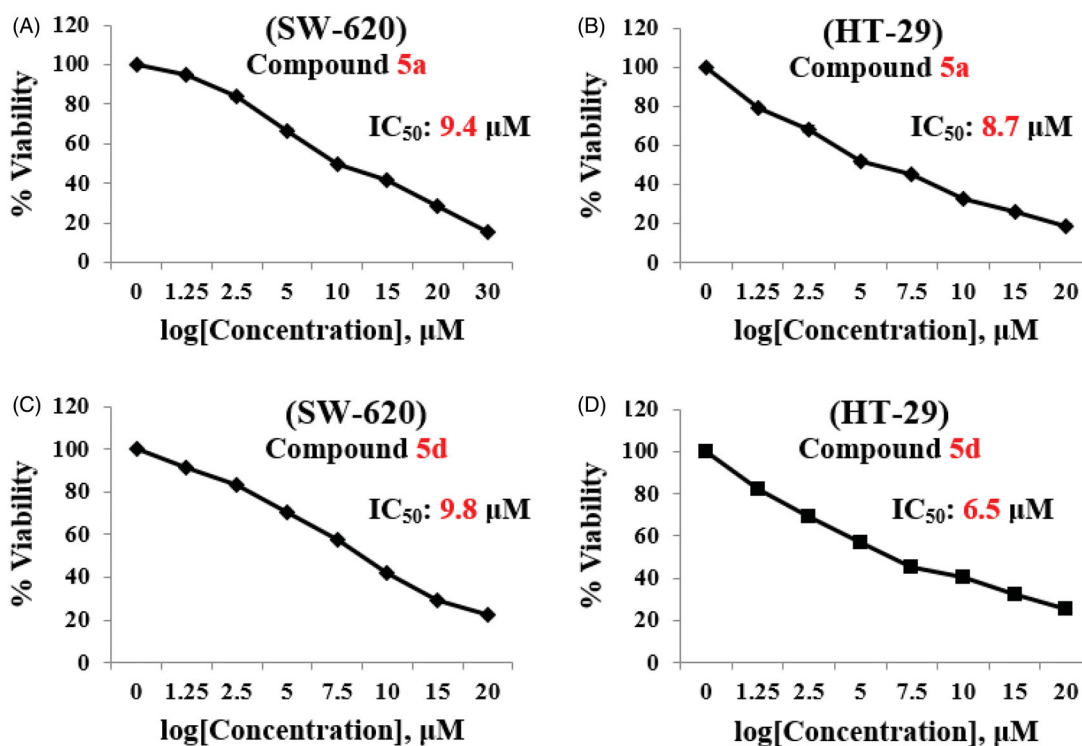 (A)
(SW-620)
Compound 5a
IC50: 9.4 μM
% Viability
120
100
80
60
40
20
0
0 1.25 2.5 5 10 15 20 30
log[Concentration], μM
(B)
(HT-29)
Compound 5a
IC50: 8.7 μM
% Viability
120
100
80
60
40
20
0
0 1.25 2.5 5 7.5 10 15 20
log[Concentration], μM
(C)
(SW-620)
Compound 5d
IC50: 9.8 μM
% Viability
120
100
80
60
40
20
0
0 1.25 2.5 5 7.5 10 15 20
log[Concentration], μM
(D)
(HT-29)
Compound 5d
IC50: 6.5 μM
% Viability
120
100
80
60
40
20
0
0 1.25 2.5 5 7.5 10 15 20
log[Concentration], μM